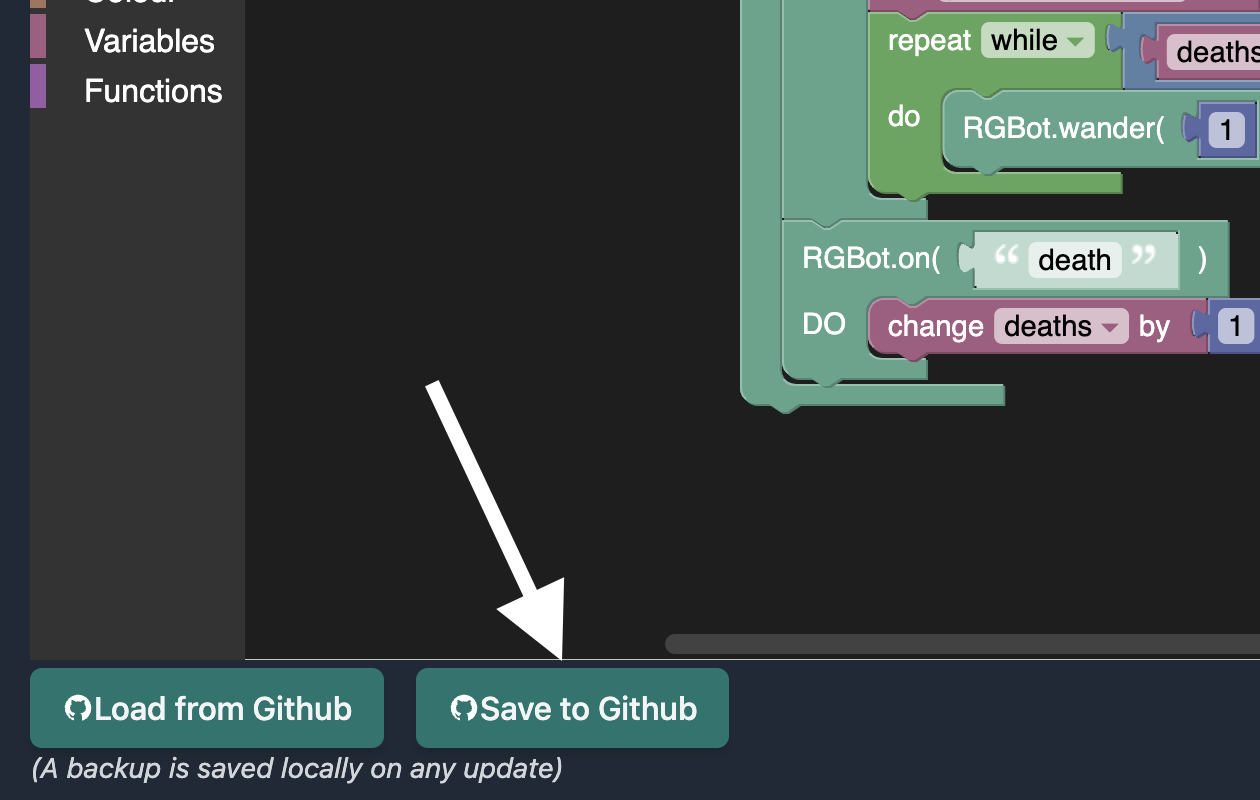 Variables
Functions
repeat while deaths
do RGBot.wander( 1
RGBot.on( “ death ” )
DO change deaths by 1
Load from Github Save to Github
(A backup is saved locally on any update)